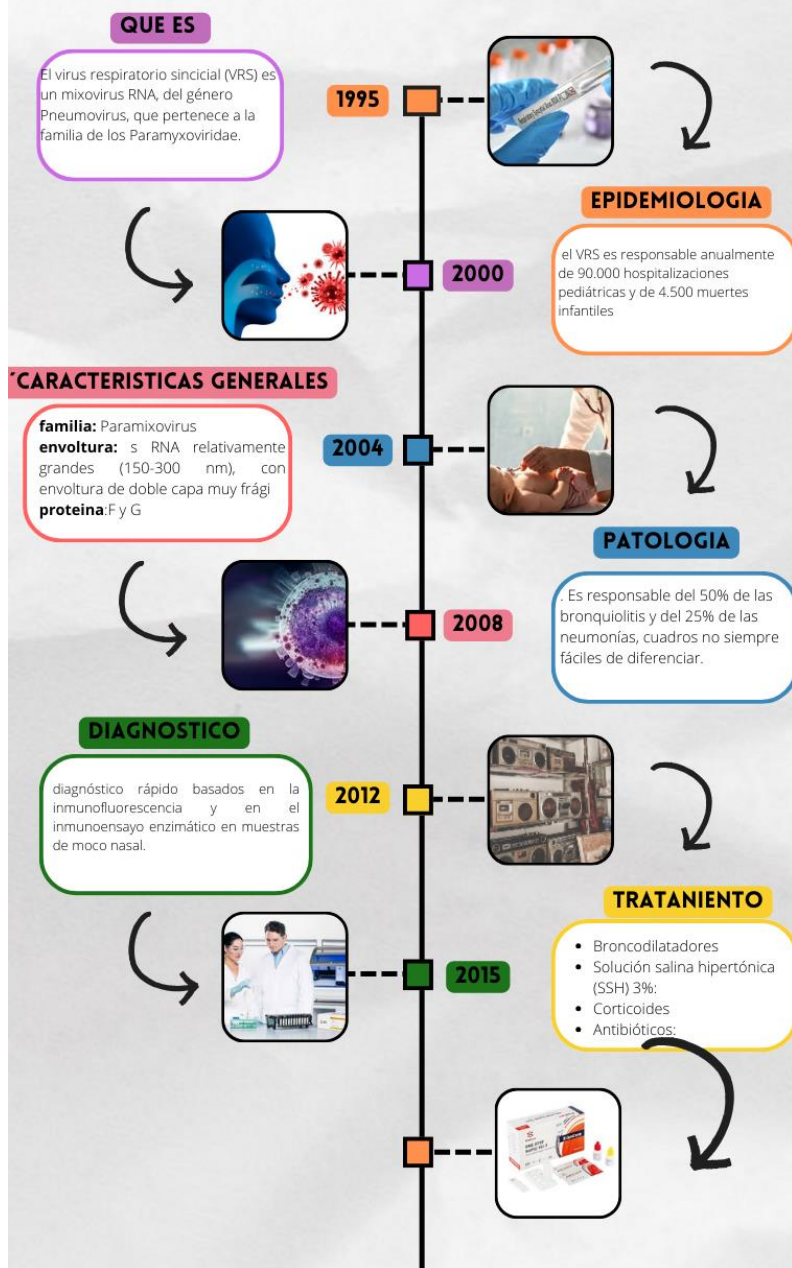 QUE ES
El virus respiratorio sincicial (VRS) es
un mixovirus RNA, del género
Pneumovirus, que pertenece a la
familia de los Paramyxoviridae.
1995
EPIDEMIOLOGIA
el VRS es responsable anualmente
de 90.000 hospitalizaciones
pediátricas y de 4.500 muertes
infantiles
2000
´CARACTERISTICAS GENERALES
familia: Paramixovirus
envoltura: s RNA relativamente
grandes (150-300 nm), con
envoltura de doble capa muy frági
proteina:F y G
2004
PATOLOGIA
. Es responsable del 50% de las
bronquiolitis y del 25% de las
neumonías, cuadros no siempre
fáciles de diferenciar.
2008
DIAGNOSTICO
diagnóstico rápido basados en la
inmunofluorescencia y en el
inmunoensayo enzimático en muestras
de moco nasal.
2012
TRATANIENTO
• Broncodilatadores
• Solución salina hipertónica
(SSH) 3%:
• Corticoides
• Antibióticos:
2015